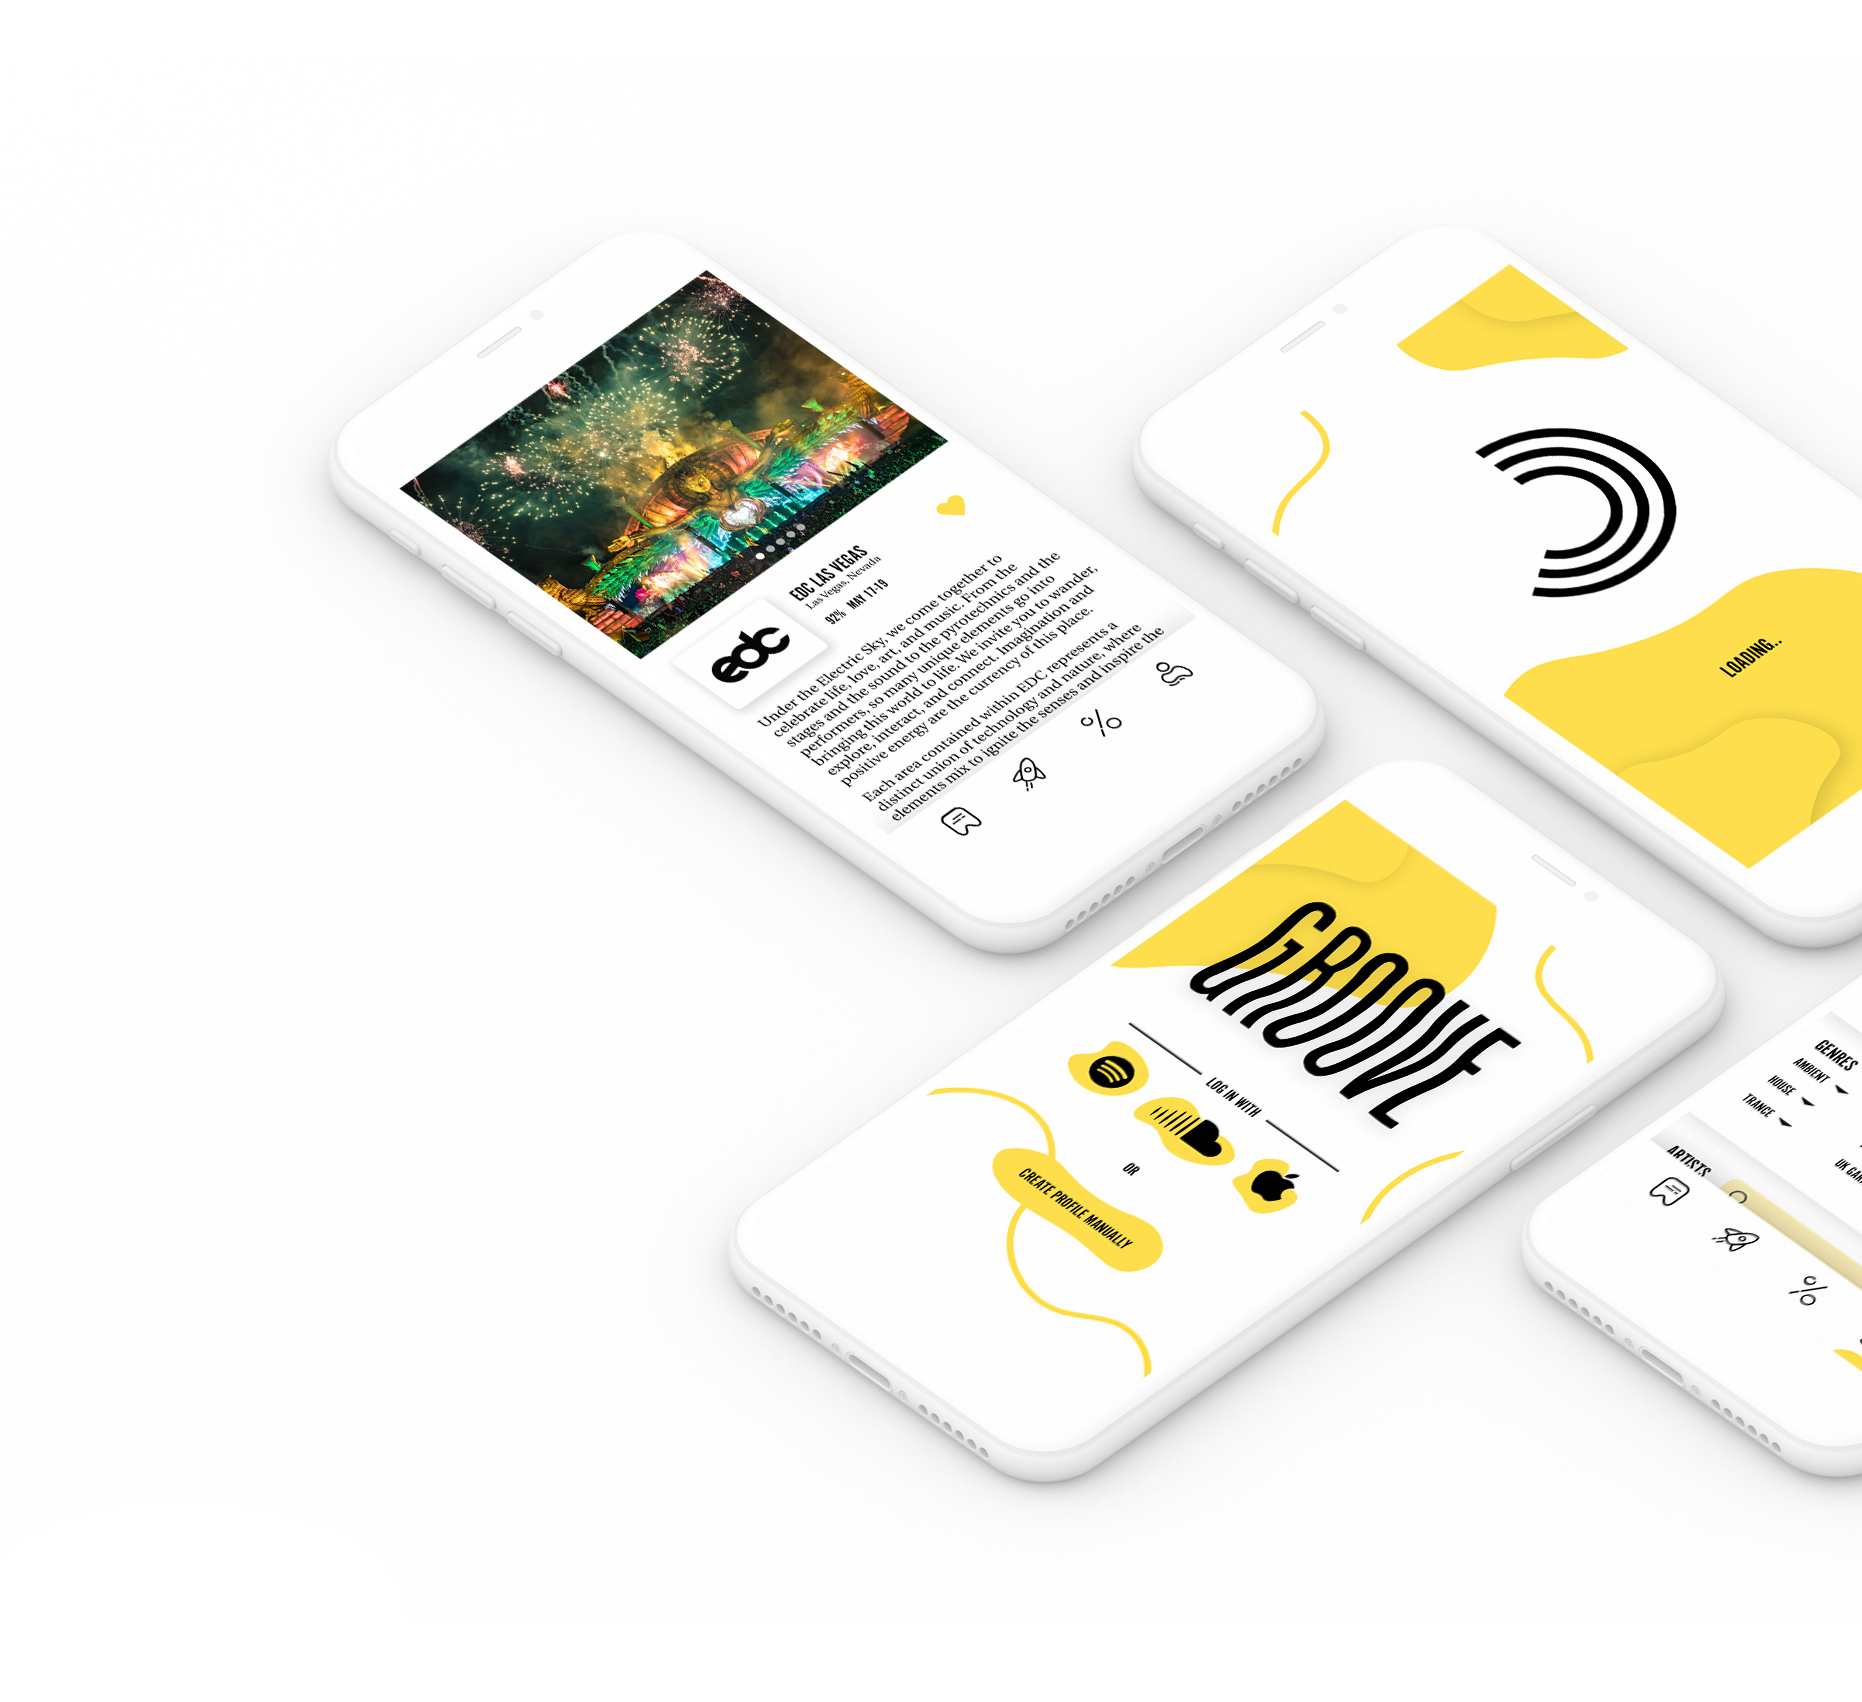 edc
EDC LAS VEGAS
Las Vegas, Nevada
92% MAY 17-19
Under the Electric Sky, we come together to
celebrate life, love, art, and music. From the
stages and the sound to the pyrotechnics and the
performers, so many unique elements go into
bringing this world to life. We invite you to wander,
explore, interact, and connect. Imagination and
positive energy are the currency of this place.
Each area contained within EDC represents a
distinct union of technology and nature, where
elements mix to ignite the senses and inspire the
LOADING..
GROOVE
LOG IN WITH
OR
CREATE PROFILE MANUALLY
GENRES
AMBIENT
HOUSE
TRANCE
UK GAR
ARTISTS